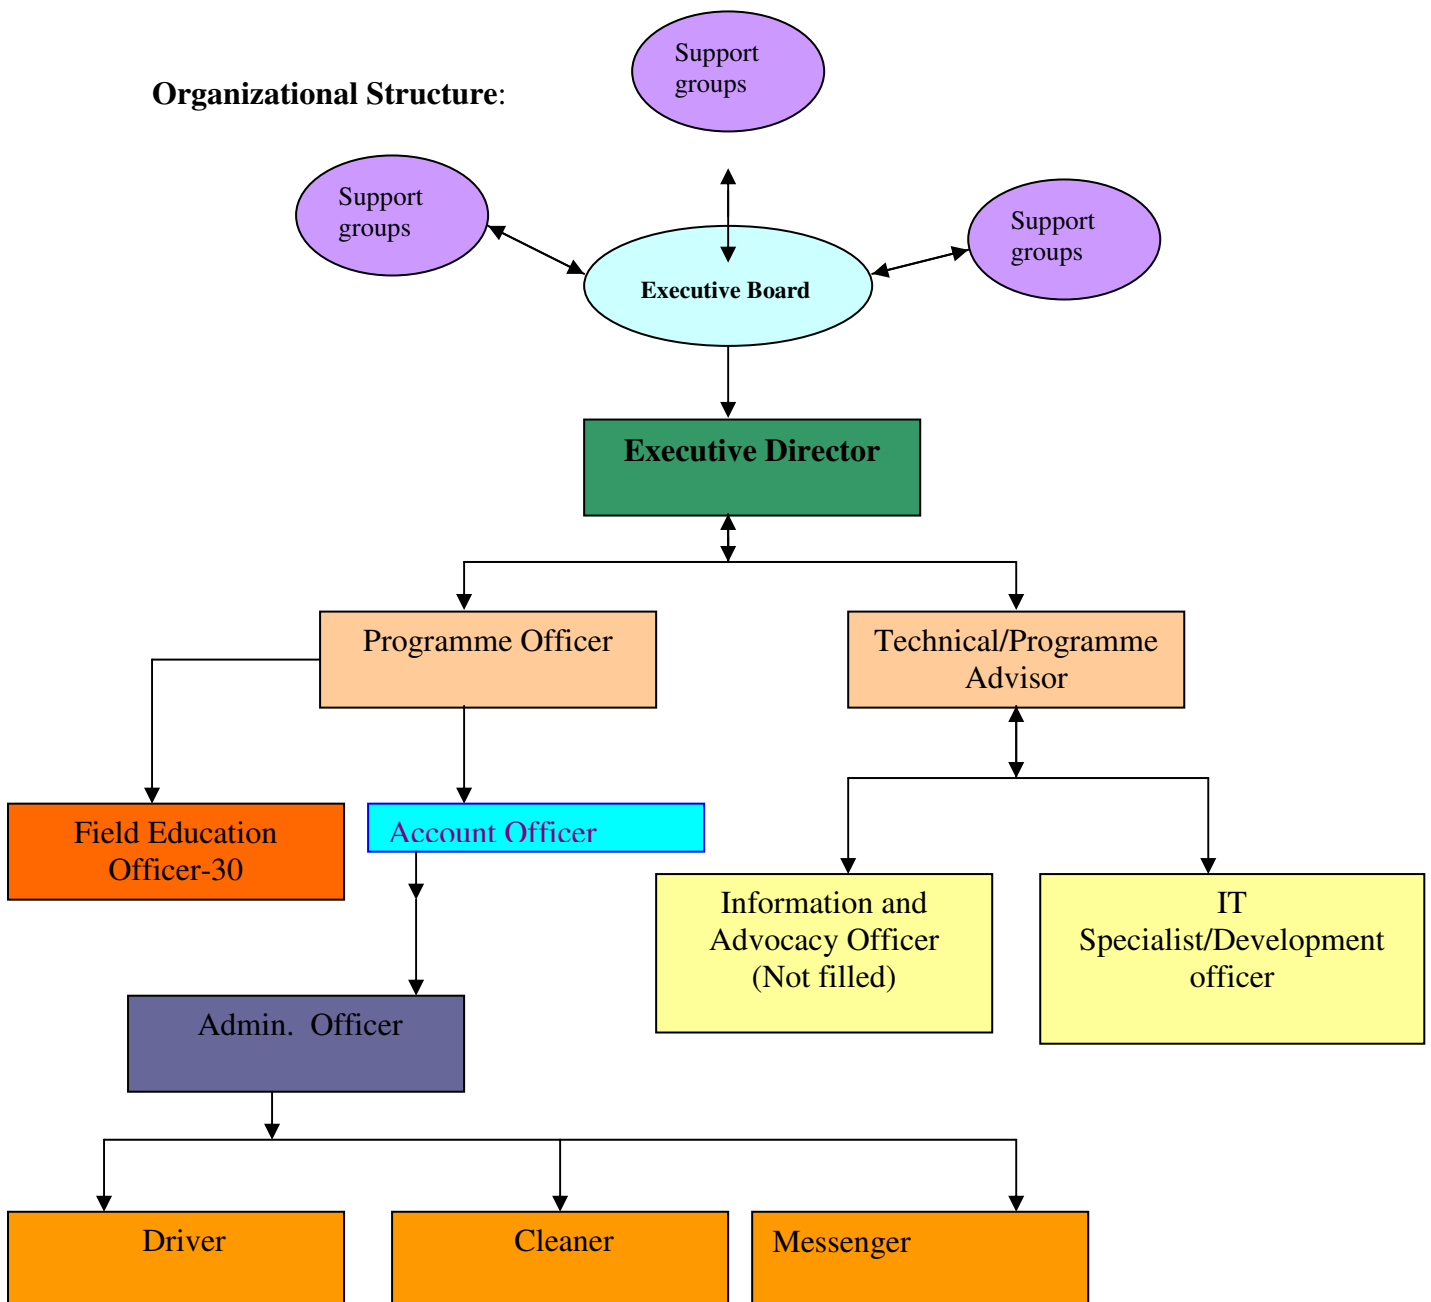 Support
groups
Organizational Structure:
Support
groups
Support
groups
Executive Board
Executive Director
Programme Officer
Technical/Programme
Advisor
Field Education
Officer-30
Account Officer
Information and
Advocacy Officer
(Not filled)
IT
Specialist/Development
officer
Admin.  Officer
Driver
Cleaner
Messenger